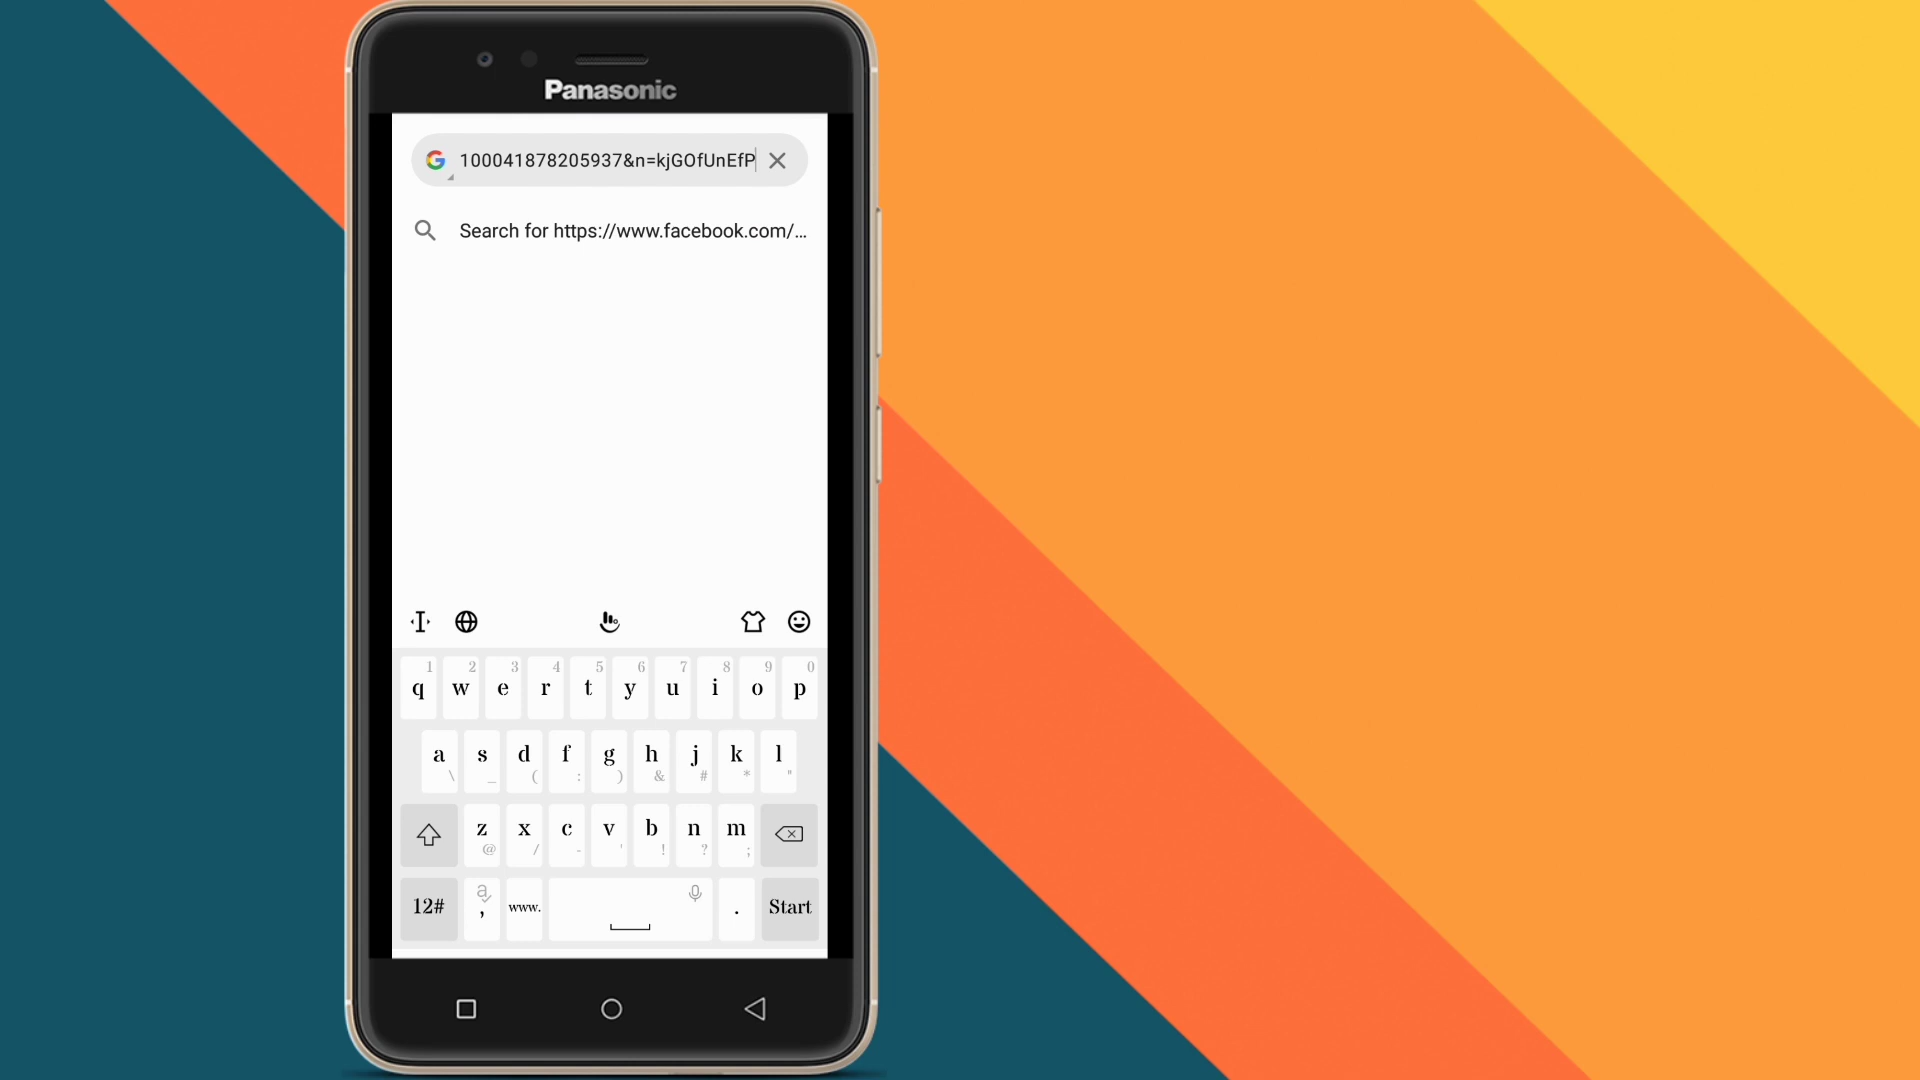 Panasonic
100041878205937&n=kjGOfUnEfP
Search for https://www.facebook.com/...
1 2 3 4 5 6 7 8 9 0
q w e r t y u i o p
a s d f g h j k l
\ _ ( : ) & # * "
z x c v b n m
@ / - ' ! ? ;
12# a , www. . Start